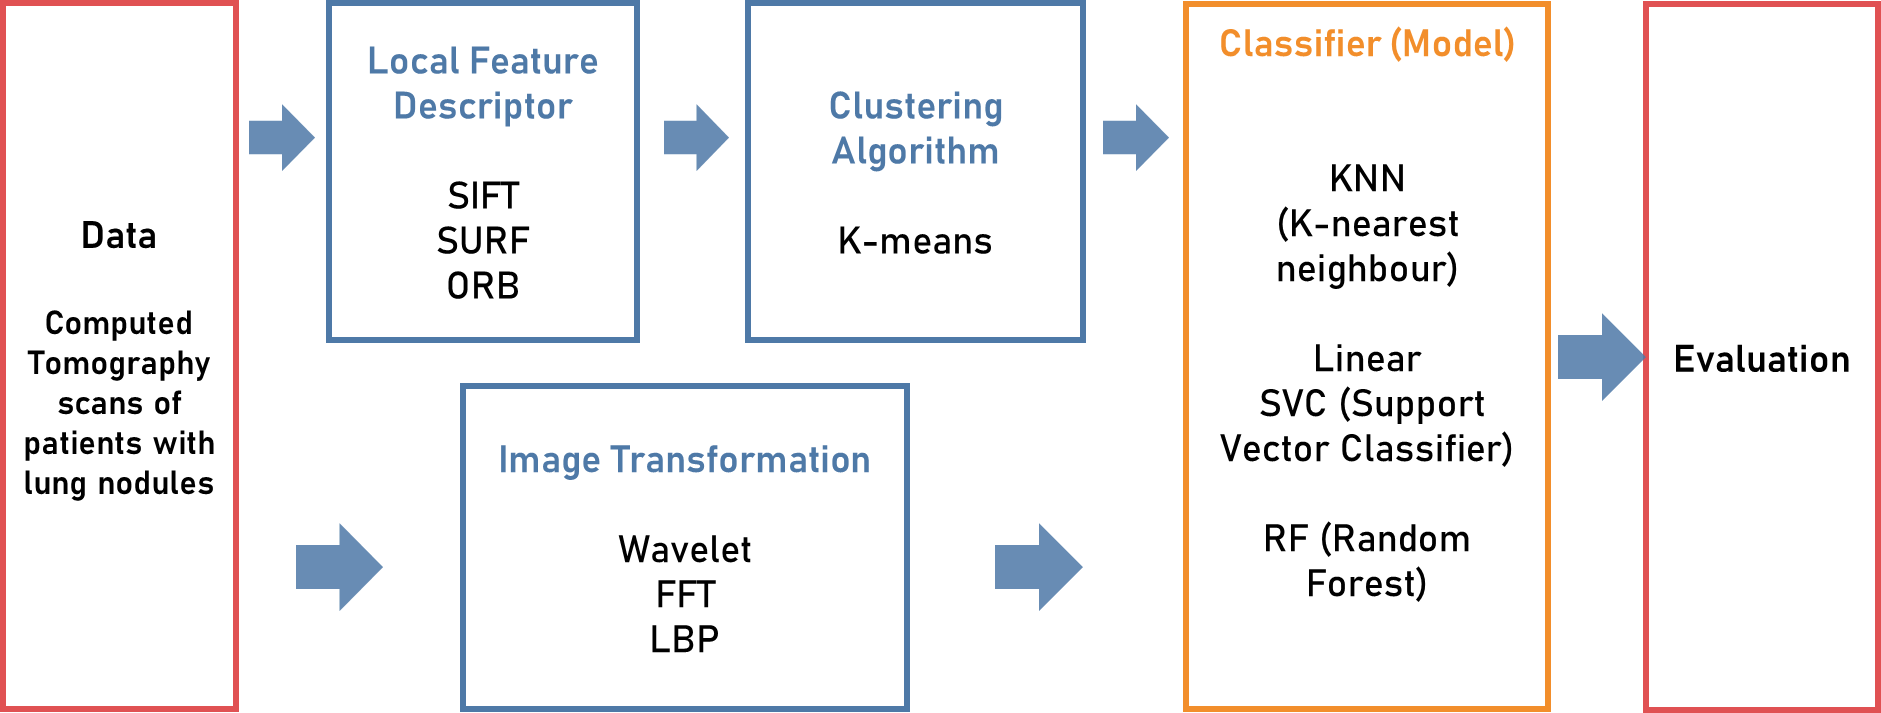 Data
Computed
Tomography
scans of
patients with
lung nodules
Local Feature
Descriptor
SIFT
SURF
ORB
Clustering
Algorithm
K-means
Image Transformation
Wavelet
FFT
LBP
Classifier (Model)
KNN
(K-nearest
neighbour)
Linear
SVC (Support
Vector Classifier)
RF (Random
Forest)
Evaluation